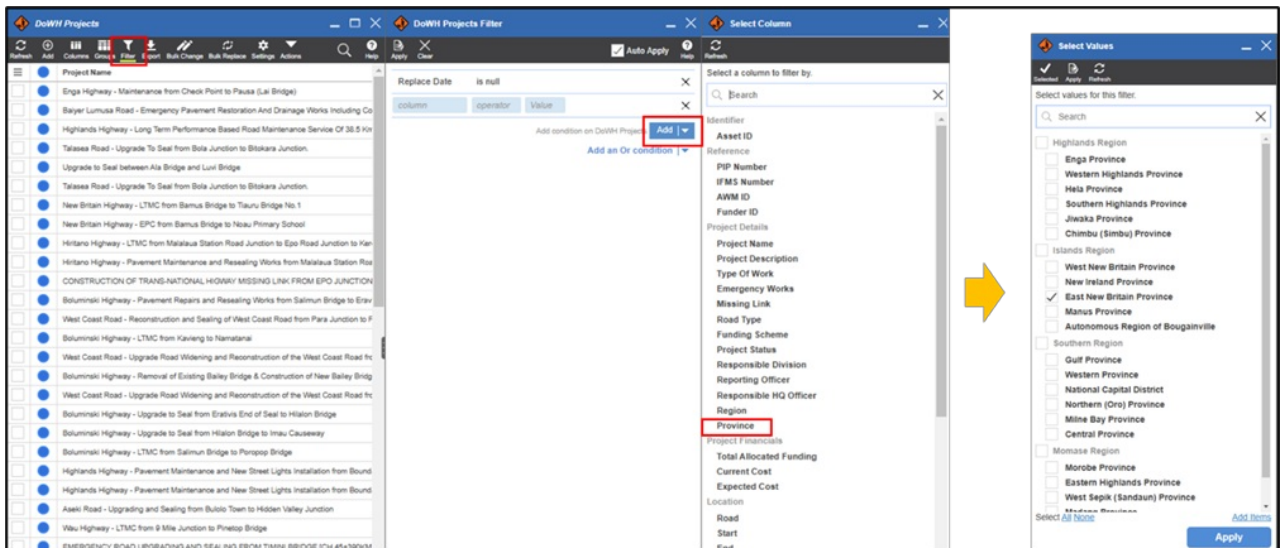 DoWH Projects
Refresh Add Columns Groups Filter Export Bulk Change Bulk Replace Settings Actions Help
Project Name
Enga Highway - Maintenance from Check Point to Pausa (Lai Bridge)
Baiyer Lumusa Road - Emergency Pavement Restoration And Drainage Works Including Co
Highlands Highway - Long Term Performance Based Road Maintenance Service Of 38.5 Km
Talasea Road - Upgrade To Seal from Bola Junction to Bitokara Junction.
Upgrade to Seal between Ala Bridge and Luvi Bridge
Talasea Road - Upgrade To Seal from Bola Junction to Bitokara Junction.
New Britain Highway - LTMC from Bamus Bridge to Tiauru Bridge No.1
New Britain Highway - EPC from Bamus Bridge to Noau Primary School
Hiritano Highway - LTMC from Malalaua Station Road Junction to Epo Road Junction to Ker
Hiritano Highway - Pavement Maintenance and Resealing Works from Malalaua Station Roa
CONSTRUCTION OF TRANS-NATIONAL HIGWAY MISSING LINK FROM EPO JUNCTION
Boluminski Highway - Pavement Repairs and Resealing Works from Salimun Bridge to Erav
West Coast Road - Reconstruction and Sealing of West Coast Road from Para Junction to F
Boluminski Highway - LTMC from Kavieng to Namatanai
West Coast Road - Upgrade Road Widening and Reconstruction of the West Coast Road frc
Boluminski Highway - Removal of Existing Bailey Bridge & Construction of New Bailey Bridg
West Coast Road - Upgrade Road Widening and Reconstruction of the West Coast Road frc
Boluminski Highway - Upgrade to Seal from Erativis End of Seal to Hilalon Bridge
Boluminski Highway - Upgrade to Seal from Hilalon Bridge to Imau Causeway
Boluminski Highway - LTMC from Salimun Bridge to Poropop Bridge
Highlands Highway - Pavement Maintenance and New Street Lights Installation from Bound
Highlands Highway - Pavement Maintenance and New Street Lights Installation from Bound
Aseki Road - Upgrading and Sealing from Bulolo Town to Hidden Valley Junction
Wau Highway - LTMC from 9 Mile Junction to Pinetop Bridge
EMERGENCY ROAD UPGRADING AND SEALING FROM TIMINI BRIDGE
DoWH Projects Filter
Apply Clear Auto Apply Help
Replace Date is null
column operator Value
Add condition on DoWH Projects Add
Add an Or condition
Select Column
Refresh
Select a column to filter by.
Search
Identifier
Asset ID
Reference
PIP Number
IFMS Number
AWM ID
Funder ID
Project Details
Project Name
Project Description
Type Of Work
Emergency Works
Missing Link
Road Type
Funding Scheme
Project Status
Responsible Division
Reporting Officer
Responsible HQ Officer
Region
Province
Project Financials
Total Allocated Funding
Current Cost
Expected Cost
Location
Road
Start
End
Select Values
Selected Apply Refresh
Select values for this filter.
Search
Highlands Region
Enga Province
Western Highlands Province
Hela Province
Southern Highlands Province
Jiwaka Province
Chimbu (Simbu) Province
Islands Region
West New Britain Province
New Ireland Province
East New Britain Province
Manus Province
Autonomous Region of Bougainville
Southern Region
Gulf Province
Western Province
National Capital District
Northern (Oro) Province
Milne Bay Province
Central Province
Momase Region
Morobe Province
Eastern Highlands Province
West Sepik (Sandaun) Province
Madang Province
Select All None Add Items
Apply